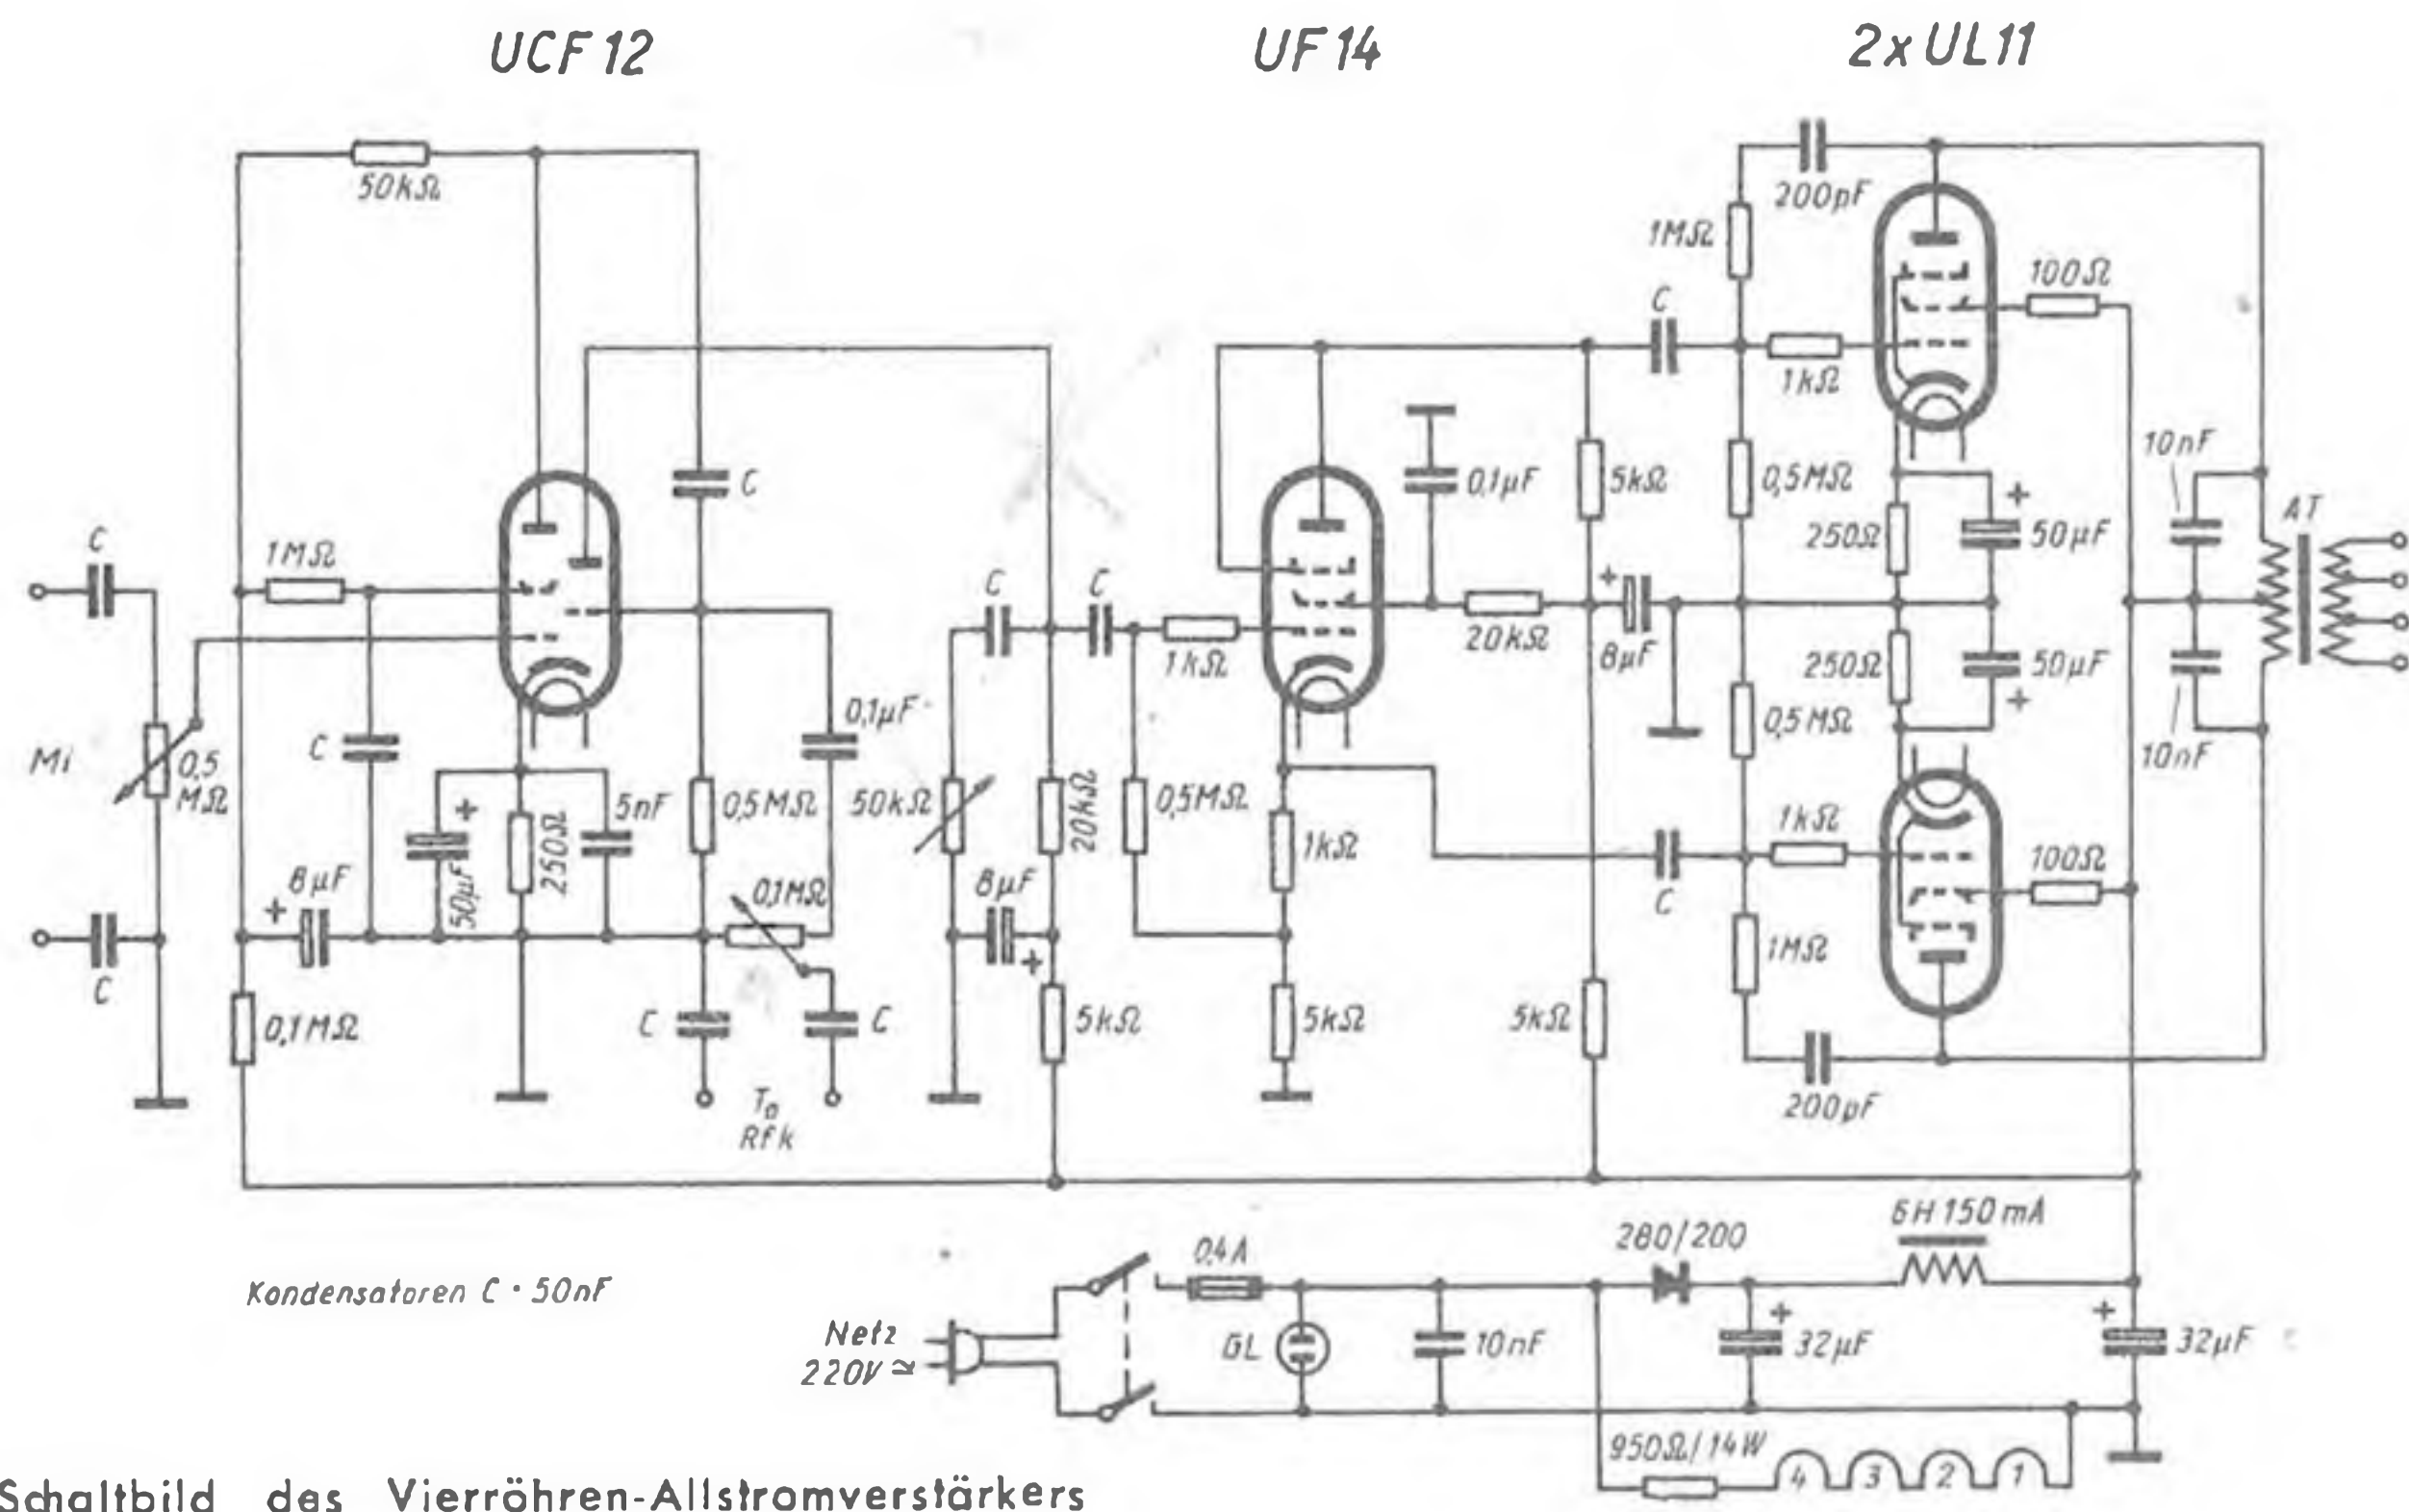 UCF 12
UF 14
2x UL11
50kΩ
200pF
1MΩ
100Ω
C
1kΩ
10nF
C
0,1µF
5kΩ
0,5MΩ
250Ω
+
50µF
AT
C
1MΩ
C
C
+
1kΩ
20kΩ
8µF
250Ω
50µF
+
0,5MΩ
10nF
Mi
0,5
MΩ
C
0,1µF
+
50µF
250Ω
5nF
0,5MΩ
50kΩ
20kΩ
0,5MΩ
1kΩ
1kΩ
100Ω
8µF
+
0,1MΩ
8µF
+
C
1MΩ
C
0,1MΩ
C
C
5kΩ
5kΩ
5kΩ
200pF
Ta
Rfk
6H 150mA
280/200
0,4A
Kondensatoren C · 50nF
Netz
220V ≃
GL
10nF
+
32µF
+
32µF
950Ω/14W
4 3 2 1
Schaltbild des Vierröhren-Allstromverstärkers